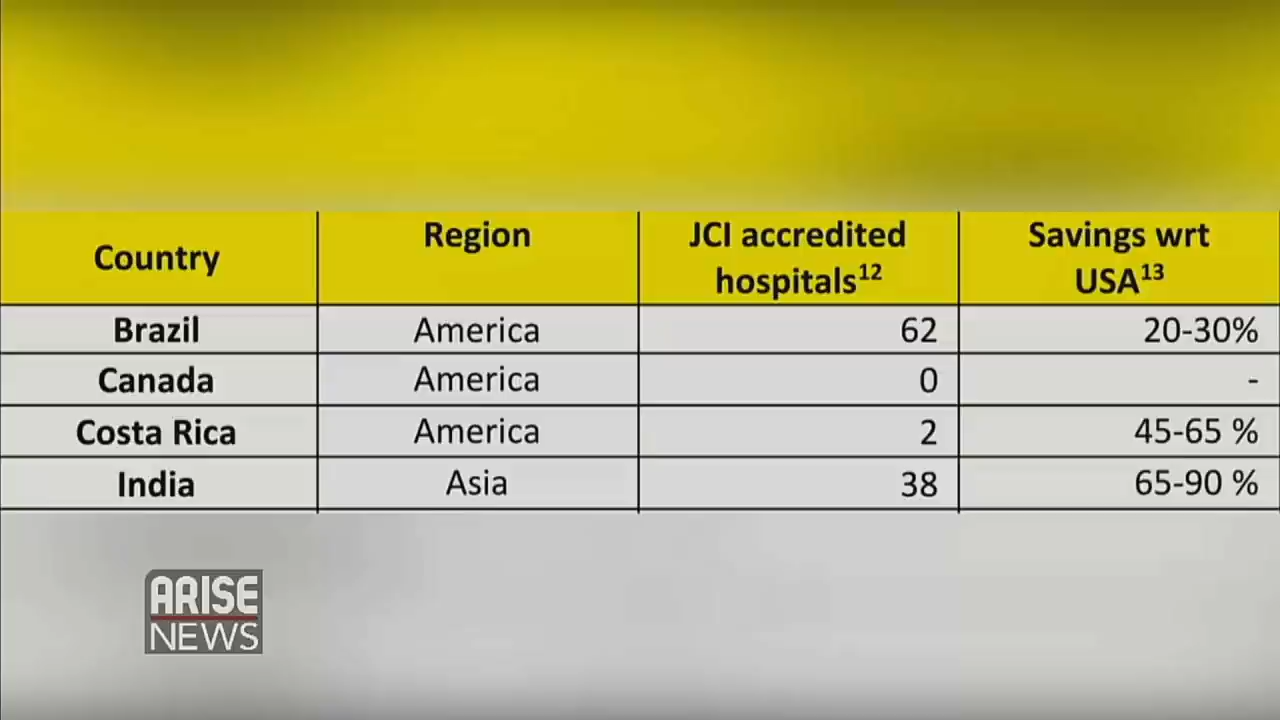 Country Region JCI accredited hospitals¹² Savings wrt USA¹³
Brazil America 62 20-30%
Canada America 0 -
Costa Rica America 2 45-65 %
India Asia 38 65-90 %
ARISE
NEWS